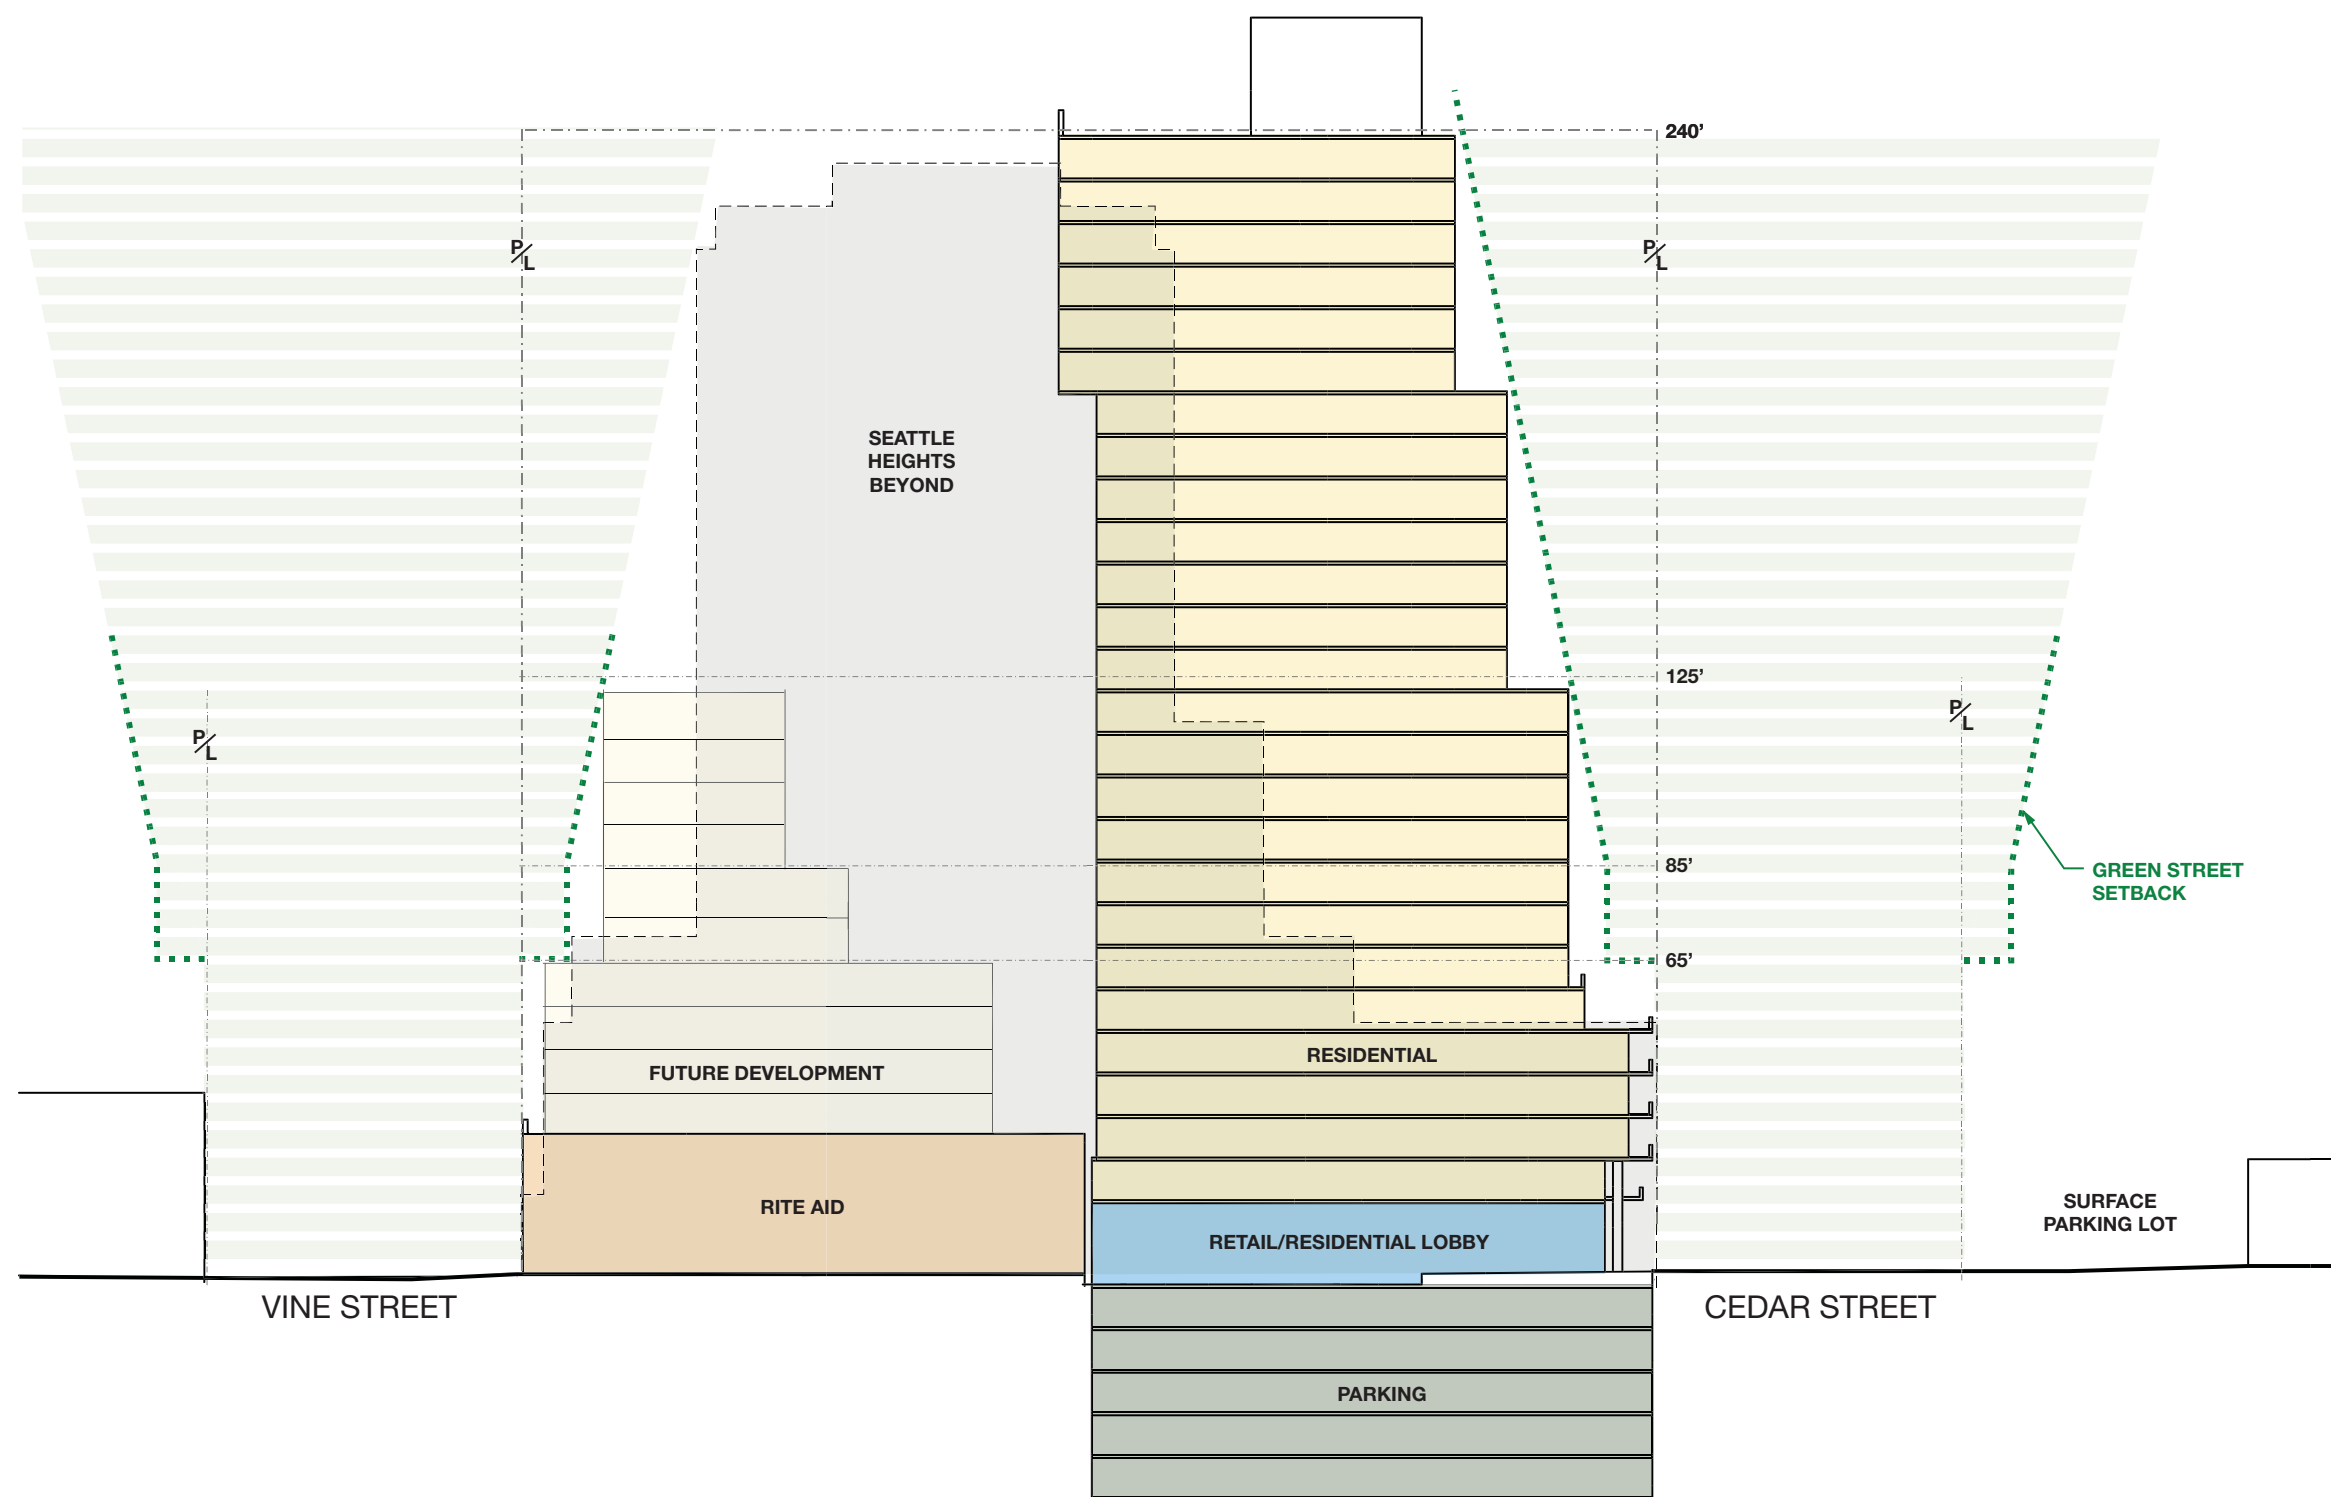 240’
P/L
P/L
SEATTLE
HEIGHTS
BEYOND
125’
P/L
P/L
85’
GREEN STREET
SETBACK
65’
RESIDENTIAL
FUTURE DEVELOPMENT
RITE AID
SURFACE
PARKING LOT
RETAIL/RESIDENTIAL LOBBY
VINE STREET
CEDAR STREET
PARKING